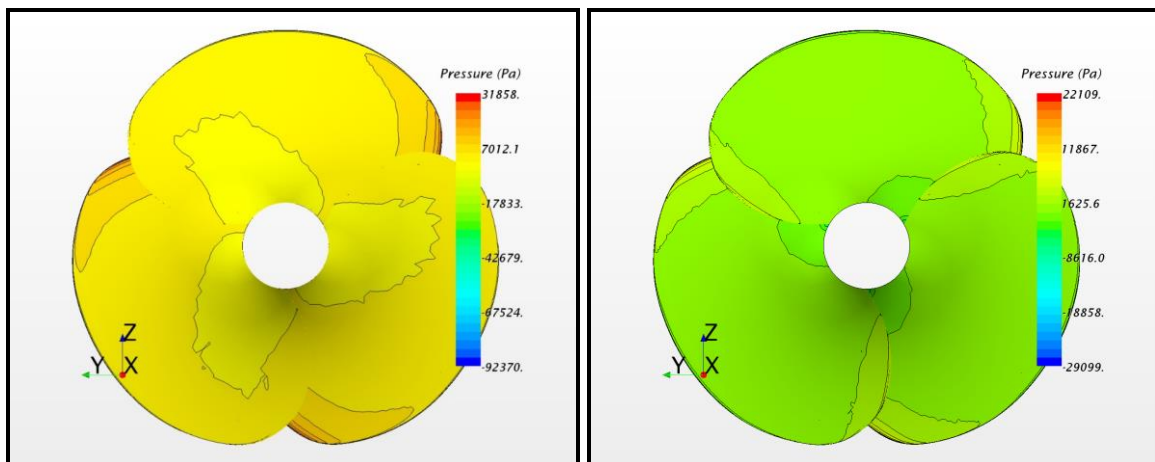 Pressure (Pa)
31858.
7012.1
-17833.
-42679.
-67524.
-92370.
Z
Y
X
Pressure (Pa)
22109.
11867.
1625.6
-8616.0
-18858.
-29099.
Z
Y
X